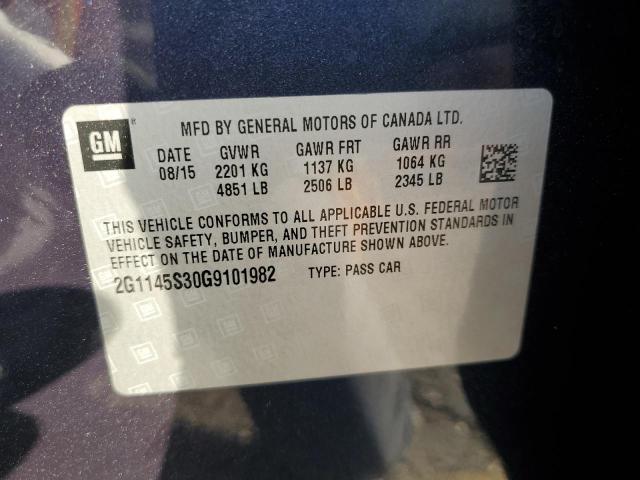 GM ®
MFD BY GENERAL MOTORS OF CANADA LTD.
DATE GVWR GAWR FRT GAWR RR
08/15 2201 KG 1137 KG 1064 KG
4851 LB 2506 LB 2345 LB
THIS VEHICLE CONFORMS TO ALL APPLICABLE U.S. FEDERAL MOTOR
VEHICLE SAFETY, BUMPER, AND THEFT PREVENTION STANDARDS IN
EFFECT ON THE DATE OF MANUFACTURE SHOWN ABOVE.
2G1145S30G9101982 TYPE: PASS CAR